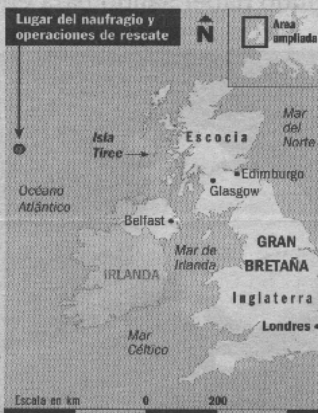 Lugar del naufragio y
operaciones de rescate
N
Area
ampliada
Mar
del
Norte
Isla
Tiree
Escocia
Océano
Atlántico
Edimburgo
Glasgow
Belfast
Mar de
Irlanda
GRAN
BRETAÑA
IRLANDA
Inglaterra
Londres
Mar
Céltico
Escala en km
0
200